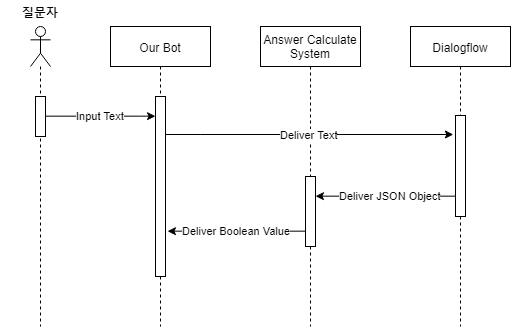 질문자
Our Bot
Answer Calculate
System
Dialogflow
Input Text
Deliver Text
Deliver JSON Object
Deliver Boolean Value